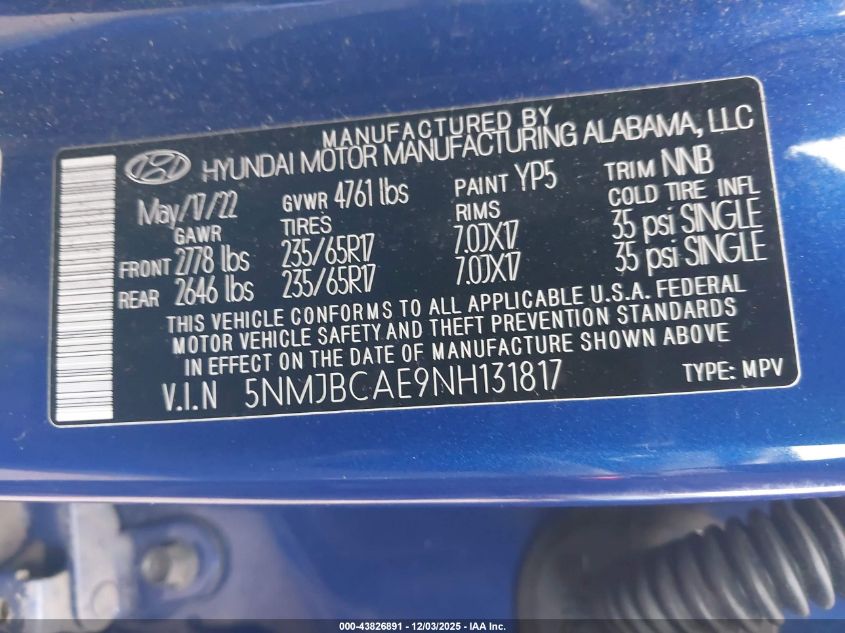 MANUFACTURED BY
HYUNDAI MOTOR MANUFACTURING ALABAMA, LLC
May/17/22 GVWR 4761 lbs PAINT YP5 TRIM NNB
GAWR TIRES RIMS COLD TIRE INFL
FRONT 2778 lbs 235/65R17 7.0JX17 35 psi SINGLE
REAR 2646 lbs 235/65R17 7.0JX17 35 psi SINGLE
THIS VEHICLE CONFORMS TO ALL APPLICABLE U.S.A. FEDERAL
MOTOR VEHICLE SAFETY AND THEFT PREVENTION STANDARDS
IN EFFECT ON THE DATE OF MANUFACTURE SHOWN ABOVE
V.I.N 5NMJBCAE9NH131817 TYPE: MPV
000-43826891 - 12/03/2025 - IAA Inc.